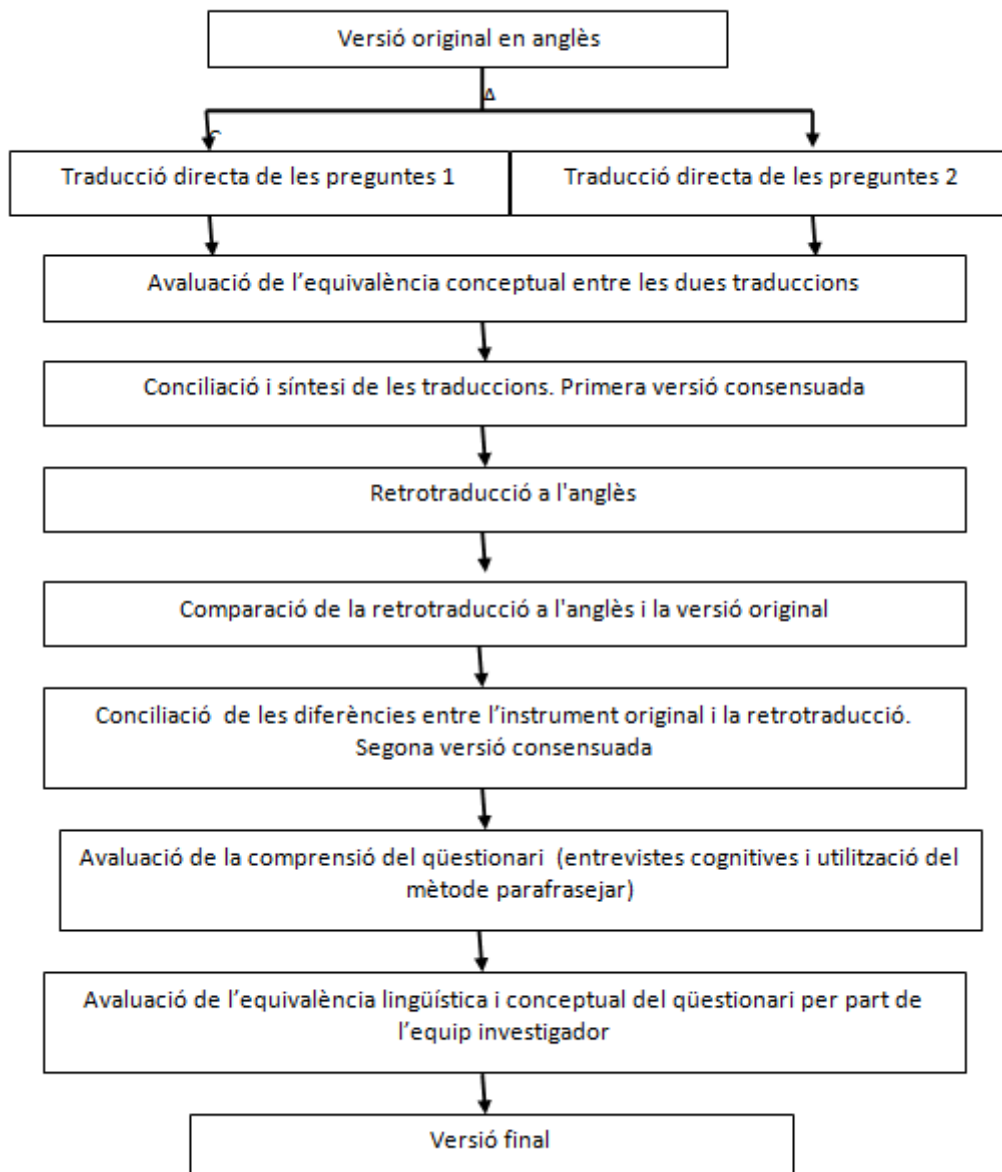 Versió original en anglès
Traducció directa de les preguntes 1
Traducció directa de les preguntes 2
Avaluació de l’equivalència conceptual entre les dues traduccions
Conciliació i síntesi de les traduccions. Primera versió consensuada
Retrotraducció a l'anglès
Comparació de la retrotraducció a l'anglès i la versió original
Conciliació  de les diferències entre l’instrument original i la retrotraducció.
Segona versió consensuada
Avaluació de la comprensió del qüestionari  (entrevistes cognitives i utilització del
mètode parafrasejar)
Avaluació de l’equivalència lingüística i conceptual del qüestionari per part de
l’equip investigador
Versió final